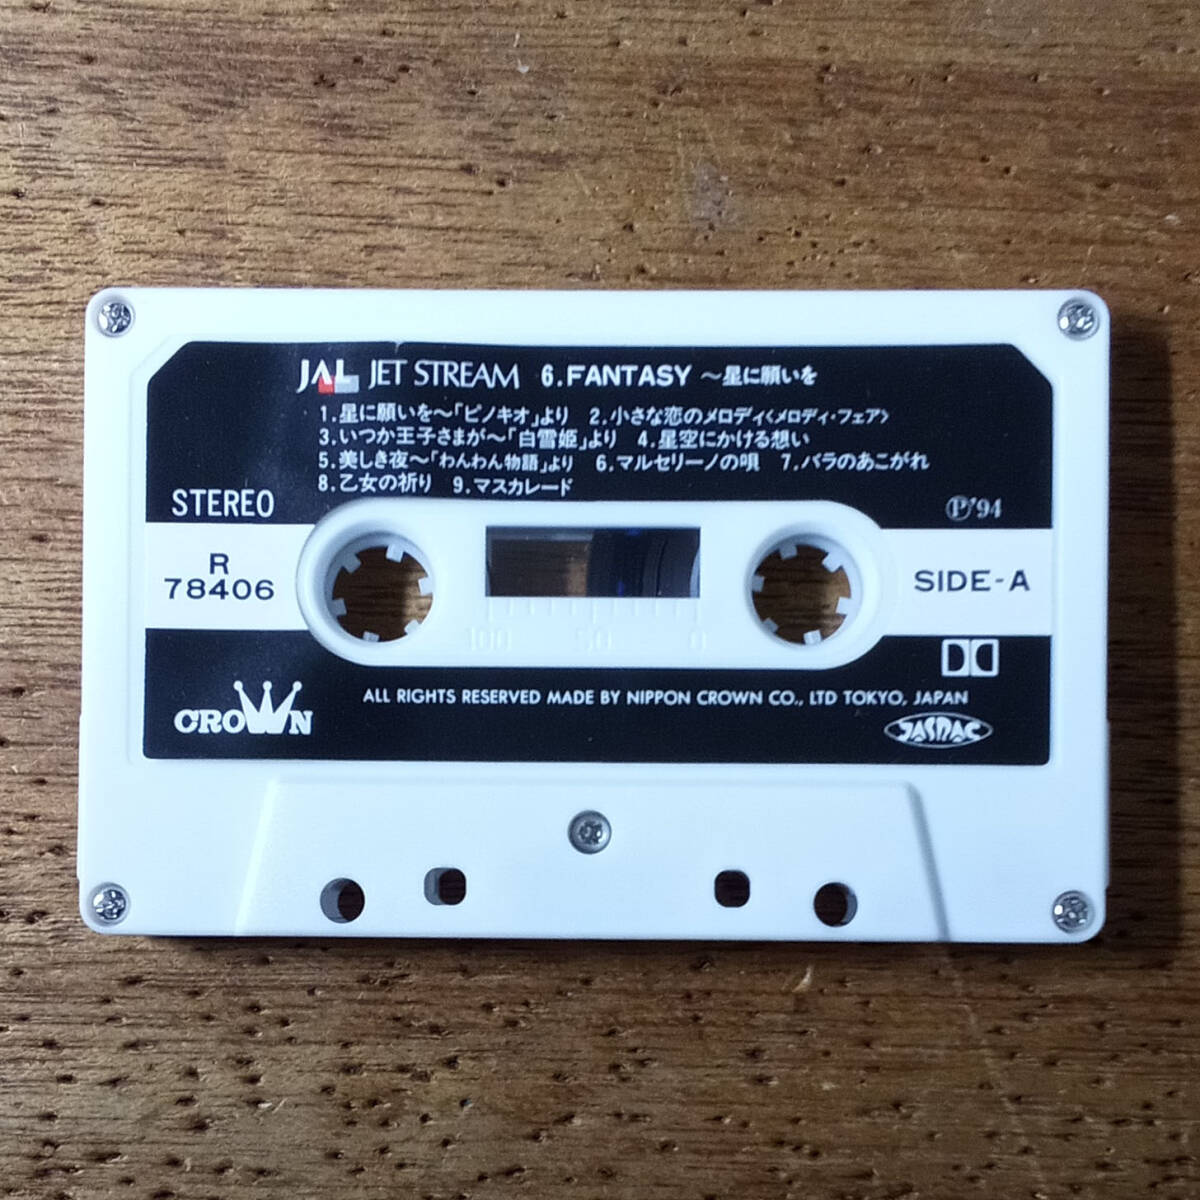 JAL JET STREAM 6.FANTASY ～星に願いを
1.星に願いを～「ピノキオ」より 2.小さな恋のメロディ〈メロディ・フェア〉
3.いつか王子さまが～「白雪姫」より 4.星空にかける想い
5.美しき夜～「わんわん物語」より 6.マルセリーノの唄 7.バラのあこがれ
8.乙女の祈り 9.マスカレード
STEREO
Ⓟ'94
R
78406
SIDE-A
100 50 0
CROWN
ALL RIGHTS RESERVED MADE BY NIPPON CROWN CO., LTD TOKYO, JAPAN
JASRAC